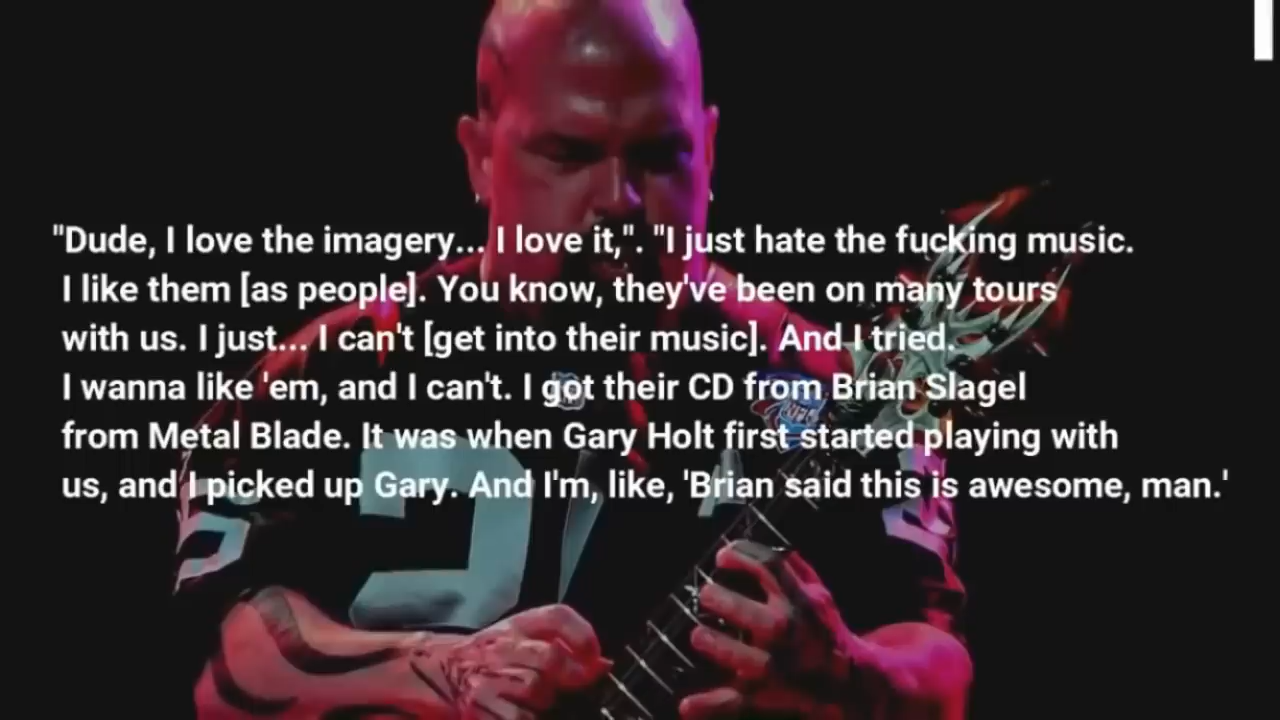 "Dude, I love the imagery... I love it,". "I just hate the fucking music.
I like them [as people]. You know, they've been on many tours
with us. I just... I can't [get into their music]. And I tried.
I wanna like 'em, and I can't. I got their CD from Brian Slagel
from Metal Blade. It was when Gary Holt first started playing with
us, and I picked up Gary. And I'm, like, 'Brian said this is awesome, man.'